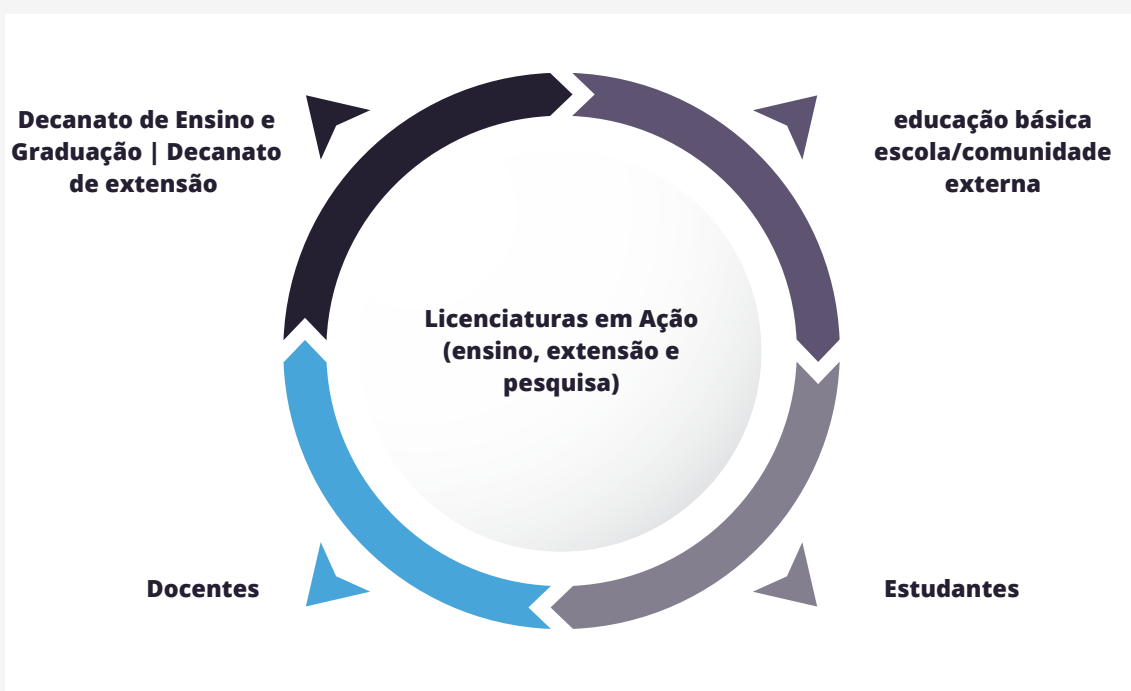 Decanato de Ensino e
Graduação | Decanato
de extensão
educação básica
escola/comunidade
externa
Licenciaturas em Ação
(ensino, extensão e
pesquisa)
Docentes
Estudantes